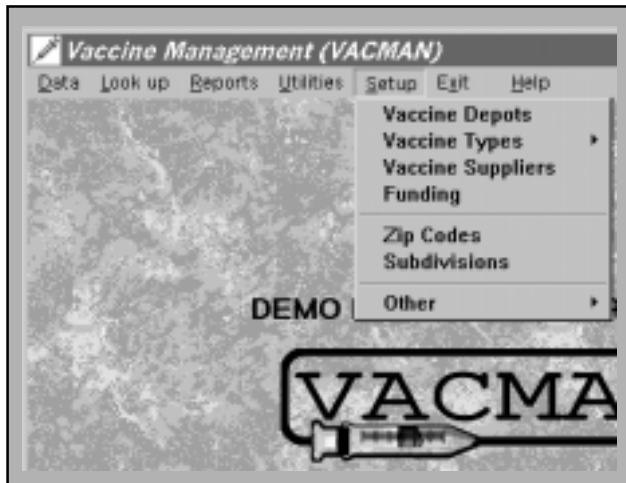 Vaccine Management (VACMAN)
Data Look up Reports Utilities Setup Exit Help
Vaccine Depots
Vaccine Types
Vaccine Suppliers
Funding
Zip Codes
Subdivisions
Other
DEMO
VACMAN